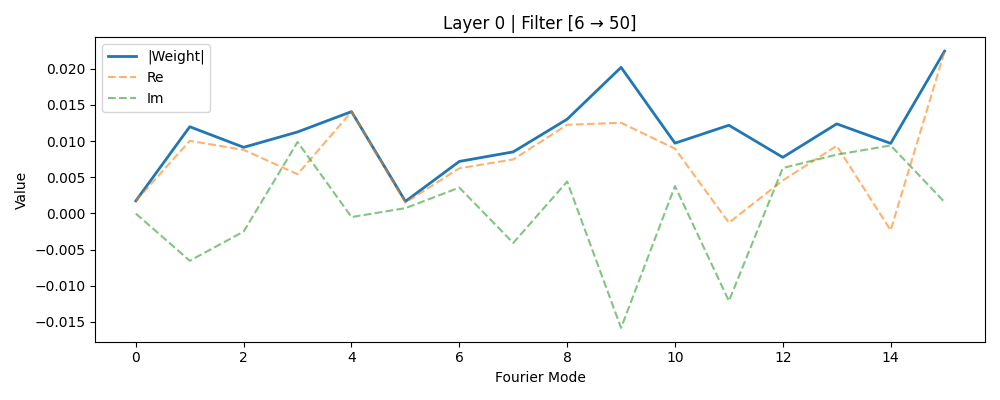 Layer 0 | Filter [6 → 50]
|Weight|
Re
Im
0.020
0.015
0.010
0.005
0.000
−0.005
−0.010
−0.015
Value
0 2 4 6 8 10 12 14
Fourier Mode